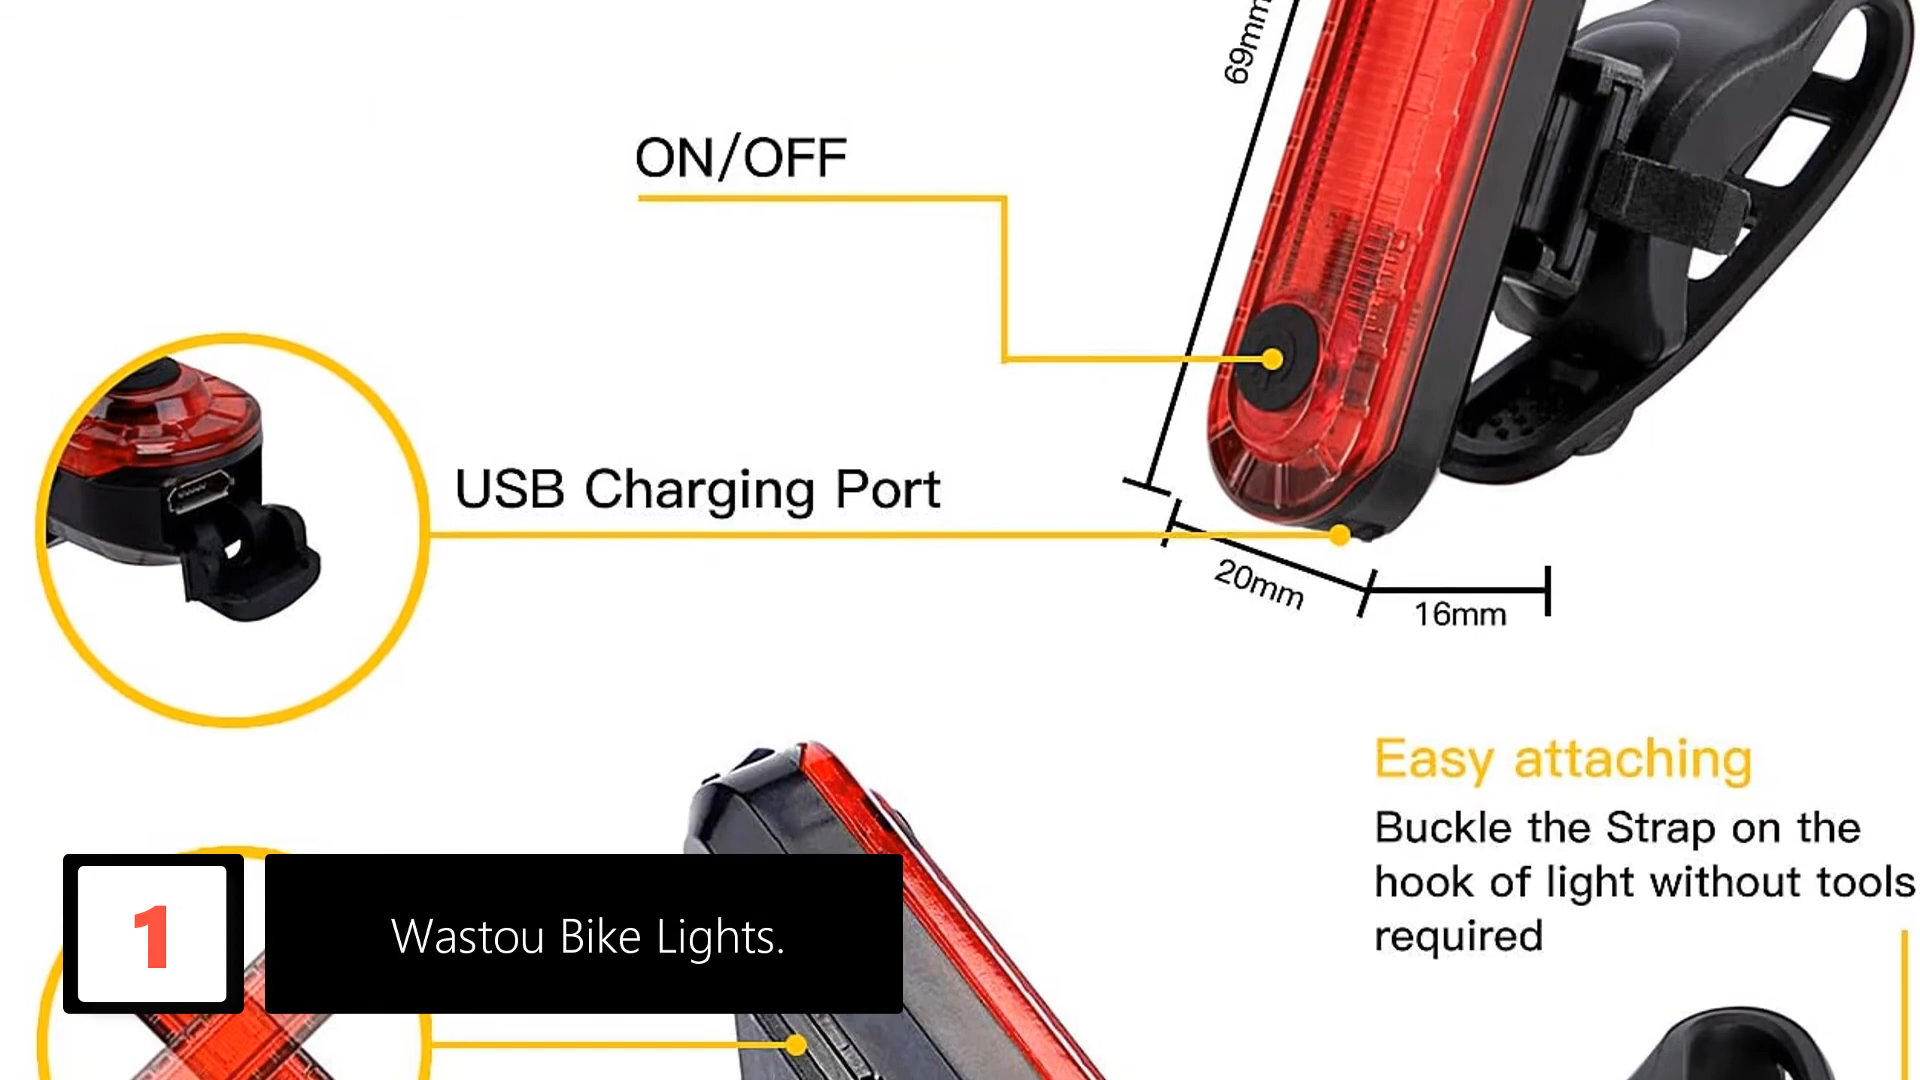 69mm
ON/OFF
USB Charging Port
20mm
16mm
Easy attaching
Buckle the Strap on the
hook of light without tools
required
1
Wastou Bike Lights.